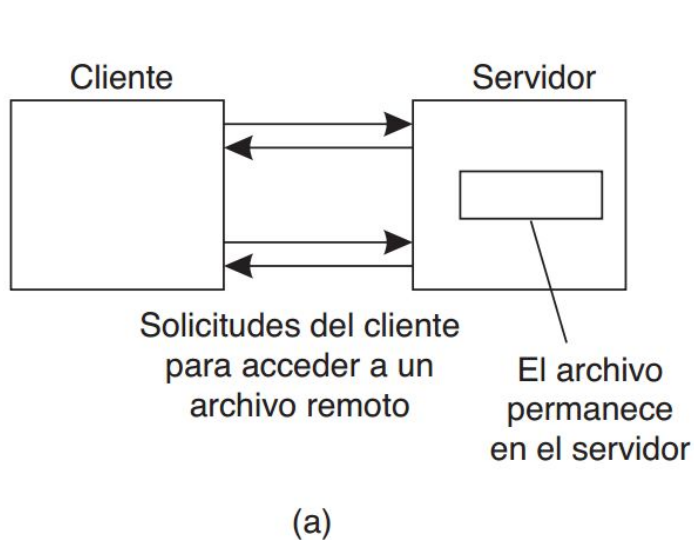 Cliente
Servidor
Solicitudes del cliente
para acceder a un
archivo remoto
El archivo
permanece
en el servidor
(a)